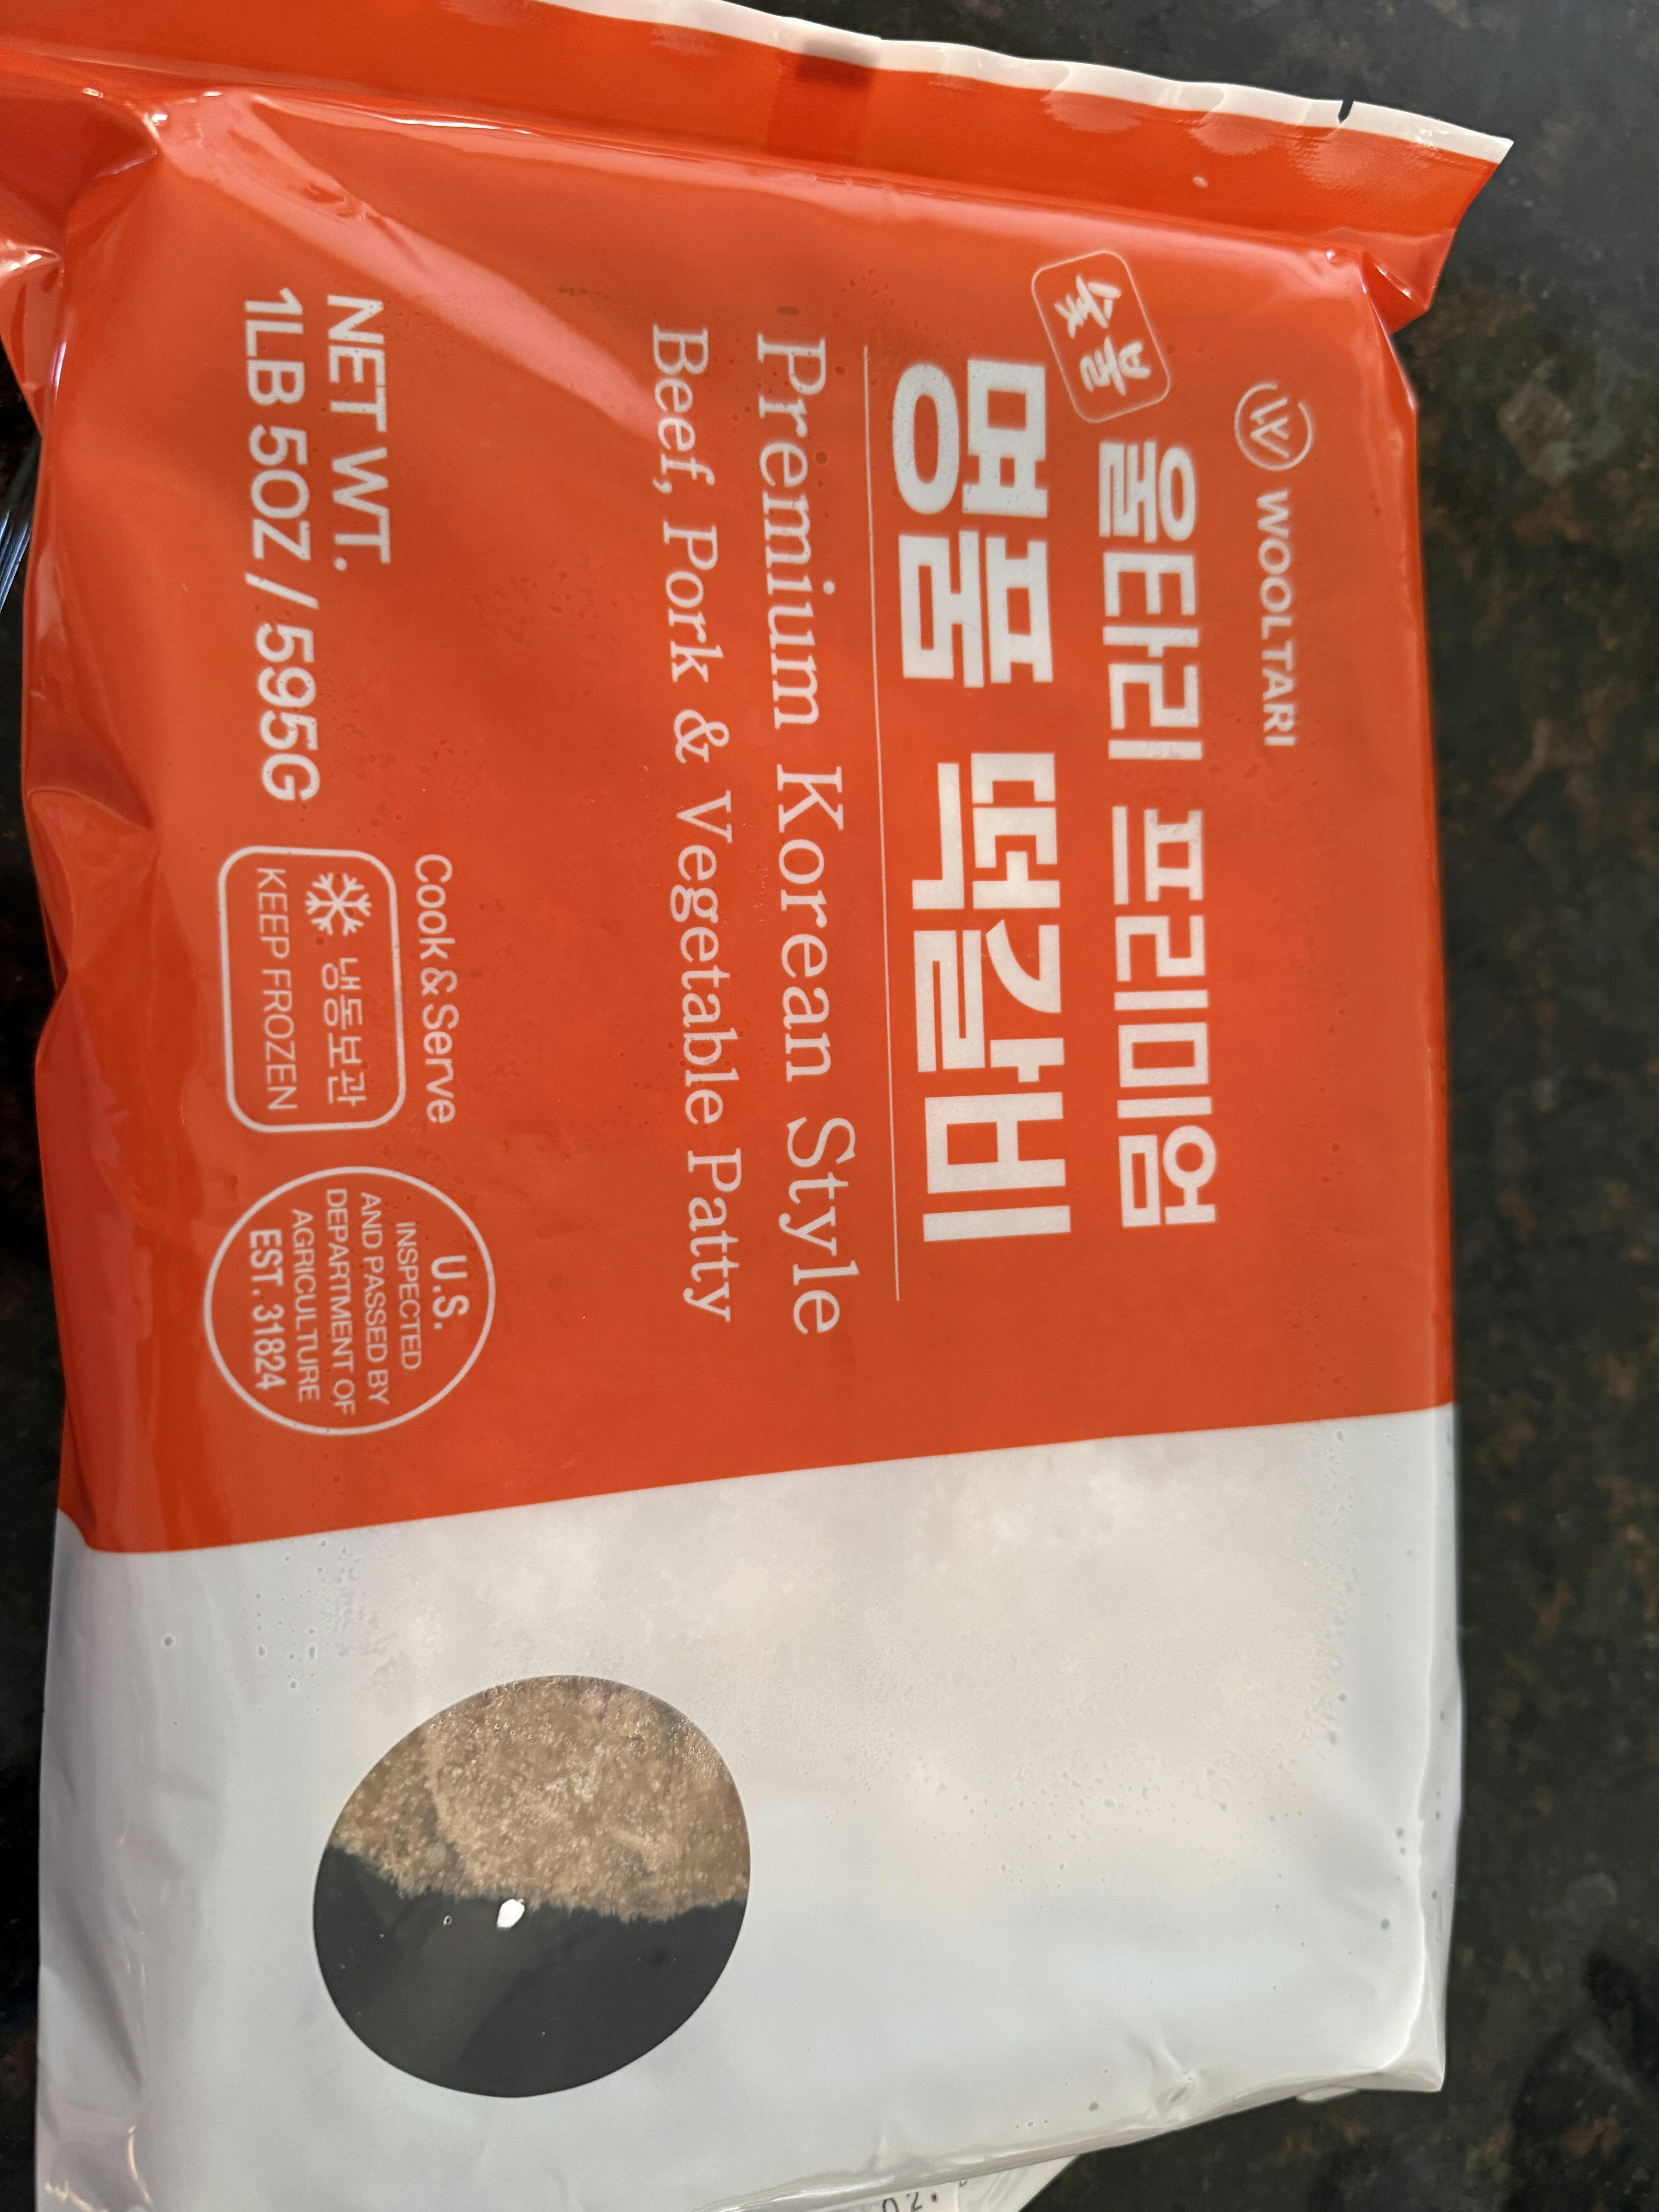 WOOLTARI
숯불
울타리 프리미엄
명품 떡갈비
Premium Korean Style
Beef, Pork & Vegetable Patty
NET WT.
1LB 5OZ / 595G
Cook & Serve
냉동보관
KEEP FROZEN
U.S.
INSPECTED
AND PASSED BY
DEPARTMENT OF
AGRICULTURE
EST. 31824